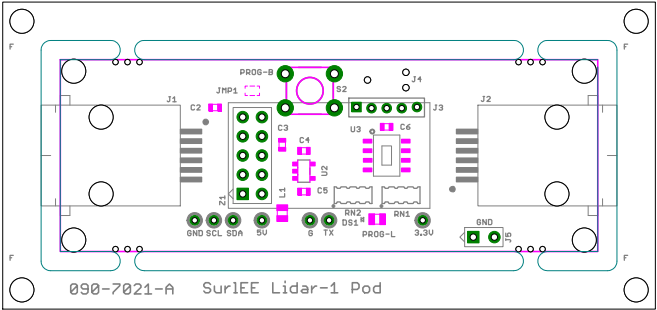 F
F
PROG-B
S2
J4
JMP1
J1
C2
J3
J2
C3
C4
U3
C6
U2
Z1
L1
C5
RN2
RN1
DS1
PROG-L
GND
SCL
SDA
5V
G
TX
3.3V
GND
J5
F
F
090-7021-A SurlEE Lidar-1 Pod